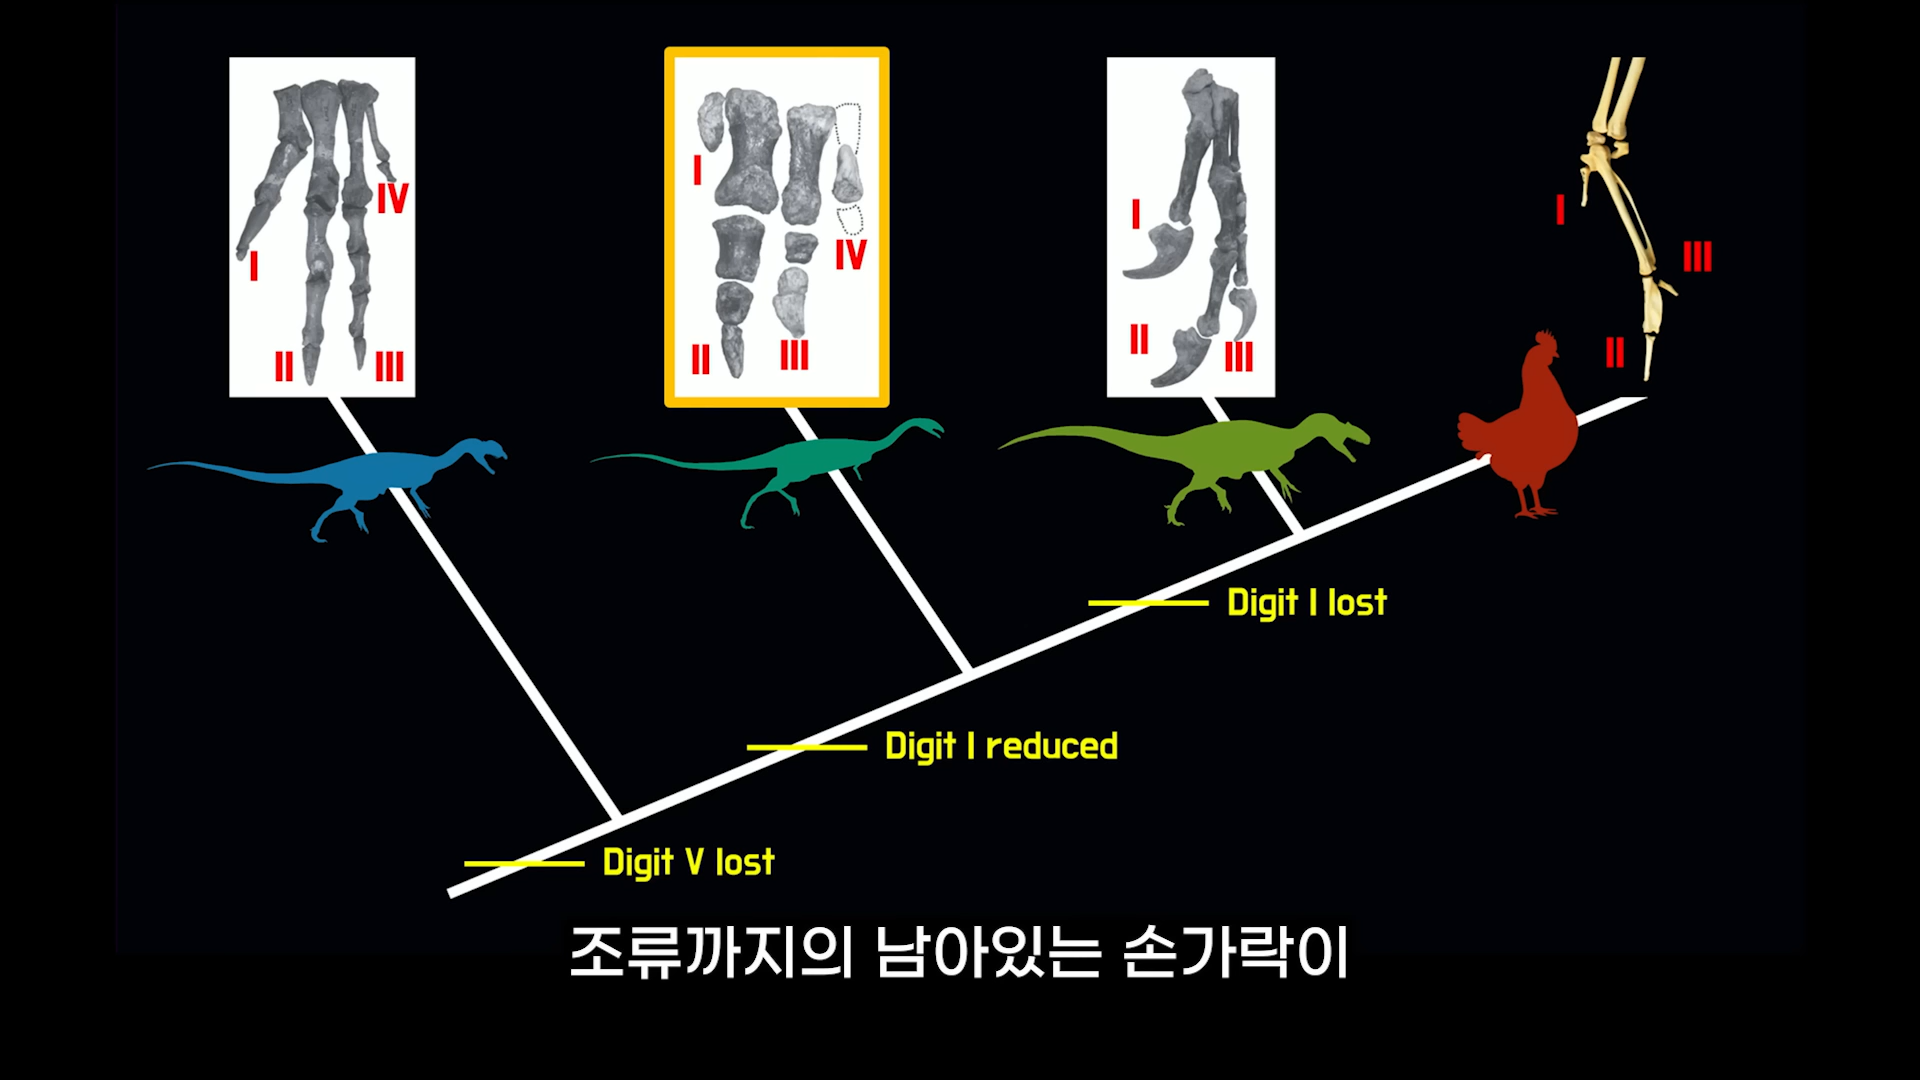 I
II
III
IV
I
II
III
IV
I
II
III
I
II
III
Digit I lost
Digit I reduced
Digit V lost
조류까지의 남아있는 손가락이